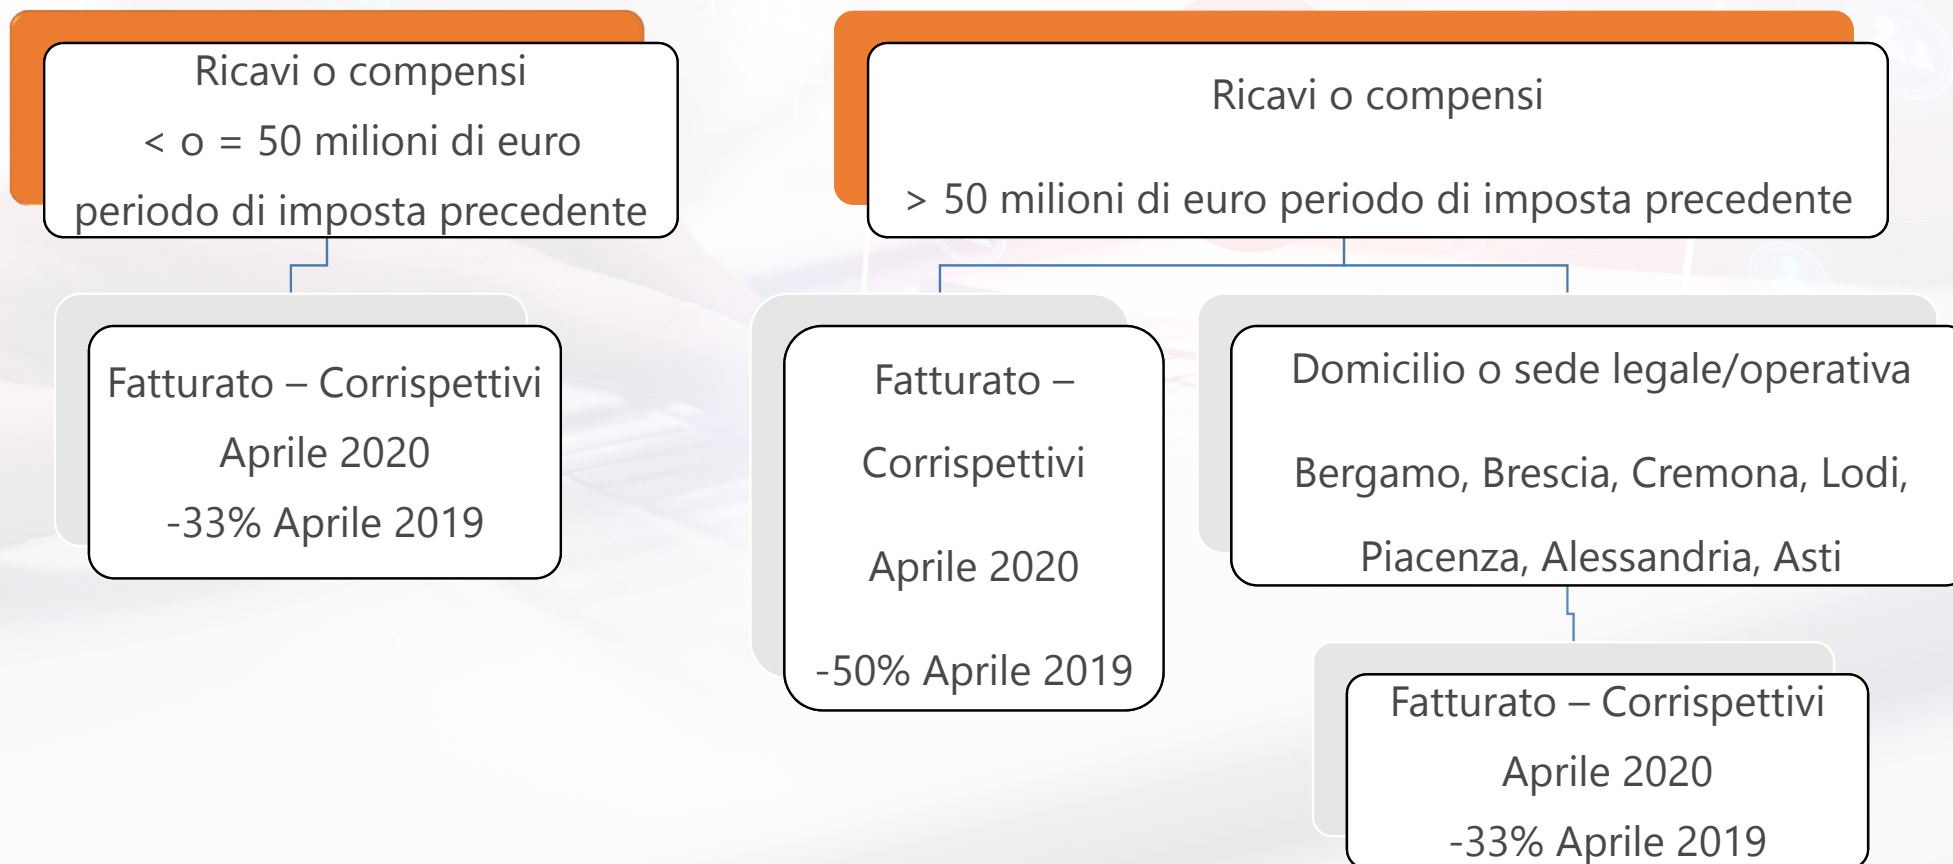 Ricavi o compensi
< o = 50 milioni di euro
periodo di imposta precedente
Fatturato – Corrispettivi
Aprile 2020
-33% Aprile 2019
Ricavi o compensi
> 50 milioni di euro periodo di imposta precedente
Fatturato –
Corrispettivi
Aprile 2020
-50% Aprile 2019
Domicilio o sede legale/operativa
Bergamo, Brescia, Cremona, Lodi,
Piacenza, Alessandria, Asti
Fatturato – Corrispettivi
Aprile 2020
-33% Aprile 2019